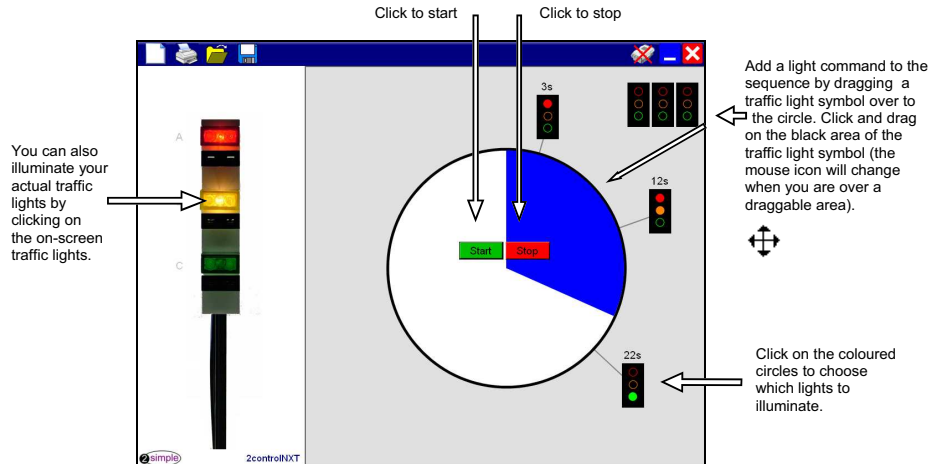 Click to start
Click to stop
Add a light command to the
sequence by dragging a
traffic light symbol over to
the circle. Click and drag
on the black area of the
traffic light symbol (the
mouse icon will change
when you are over a
draggable area).
You can also
illuminate your
actual traffic
lights by
clicking on
the on-screen
traffic lights.
A
C
3s
12s
Start
Stop
22s
Click on the coloured
circles to choose
which lights to
illuminate.
2simple
2controlNXT